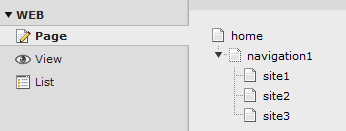 WEB
Page
View
List
home
navigation1
site1
site2
site3